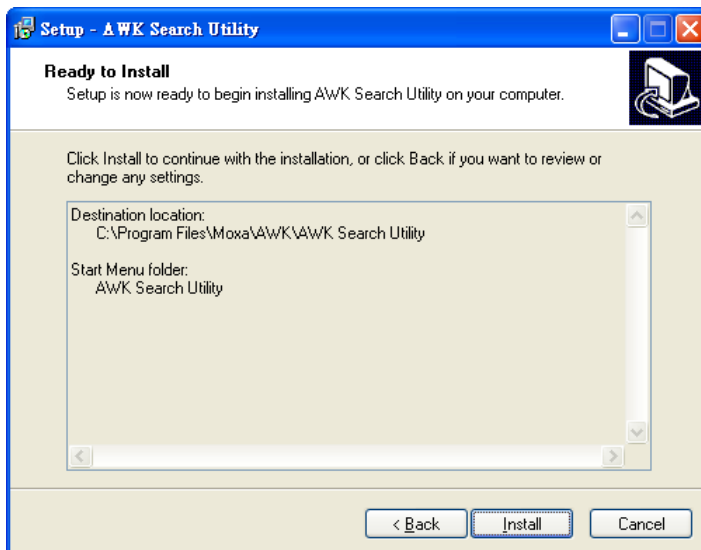 Setup - AWK Search Utility
Ready to Install
Setup is now ready to begin installing AWK Search Utility on your computer.
Click Install to continue with the installation, or click Back if you want to review or
change any settings.
Destination location:
C:\Program Files\Moxa\AWK\AWK Search Utility
Start Menu folder:
AWK Search Utility
< Back
Install
Cancel